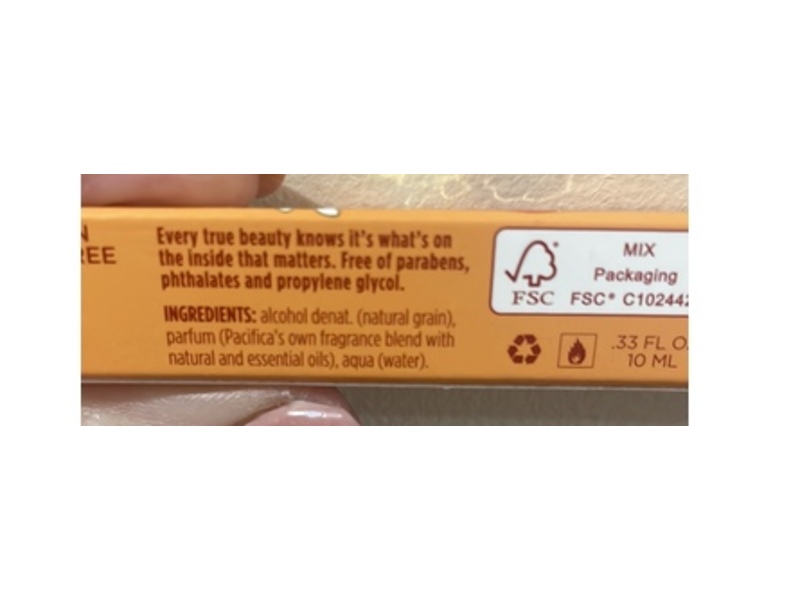 N
REE
Every true beauty knows it's what's on
the inside that matters. Free of parabens,
phthalates and propylene glycol.
INGREDIENTS: alcohol denat. (natural grain),
parfum (Pacifica's own fragrance blend with
natural and essential oils), aqua (water).
FSC
MIX
Packaging
FSC® C102442
.33 FL O
10 ML